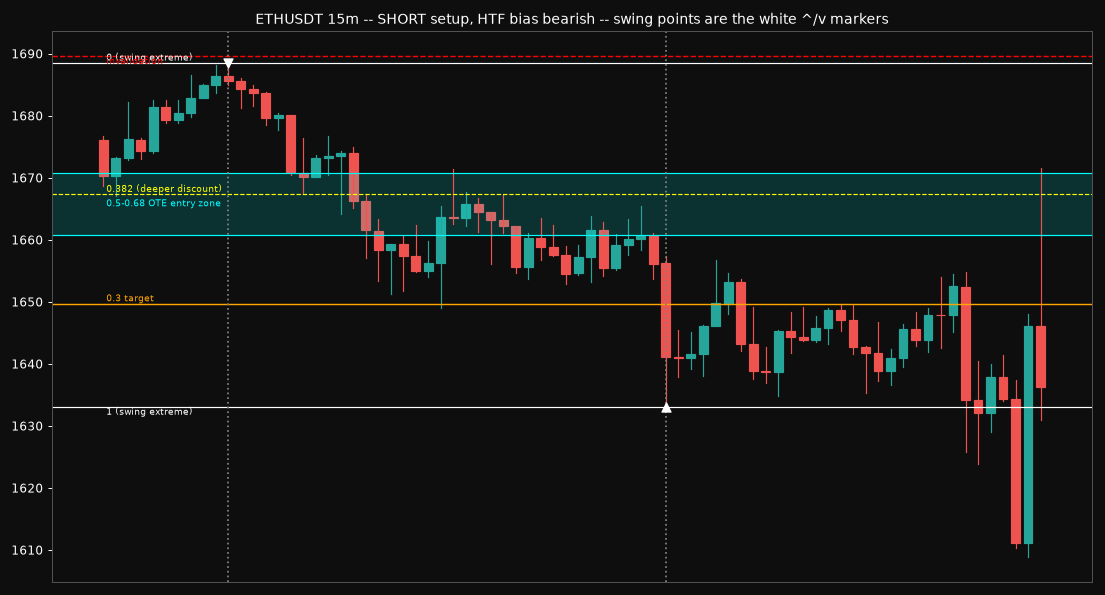 ETHUSDT 15m -- SHORT setup, HTF bias bearish -- swing points are the white ^/v markers
1690
0 (swing extreme)
1680
1670
0.382 (deeper discount)
0.5-0.68 OTE entry zone
1660
1650
0.3 target
1640
1 (swing extreme)
1630
1620
1610